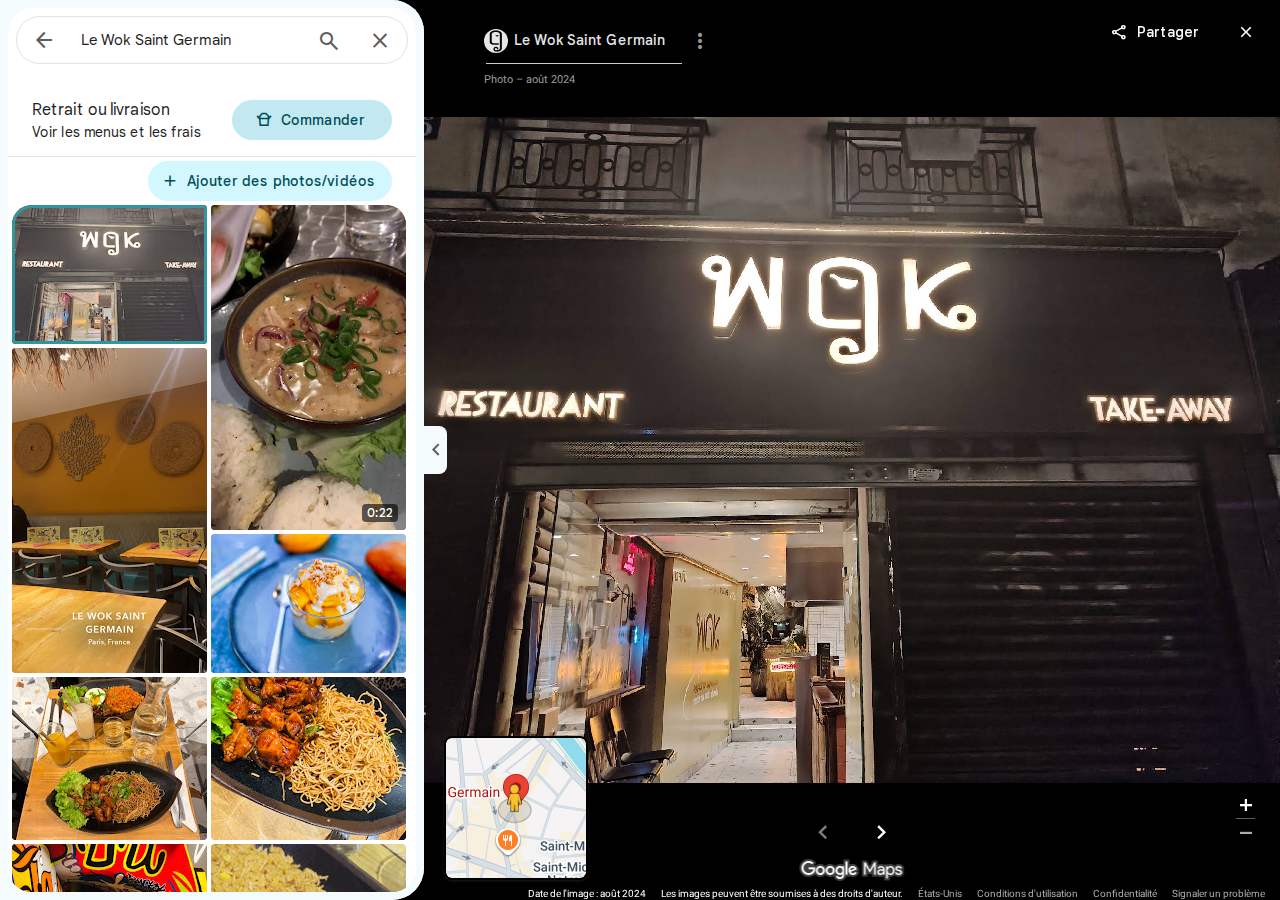 Le Wok Saint Germain
Retrait ou livraison
Voir les menus et les frais
Commander
Ajouter des photos/vidéos
WOK
RESTAURANT
TAKE-AWAY
0:22
LE WOK SAINT
GERMAIN
Paris, France
Le Wok Saint Germain
Photo – août 2024
Partager
WOK
RESTAURANT
TAKE-AWAY
WOK
Germain
Saint-M
Saint-Mic
Google Maps
Date de l'image : août 2024
Les images peuvent être soumises à des droits d'auteur.
États-Unis
Conditions d'utilisation
Confidentialité
Signaler un problème